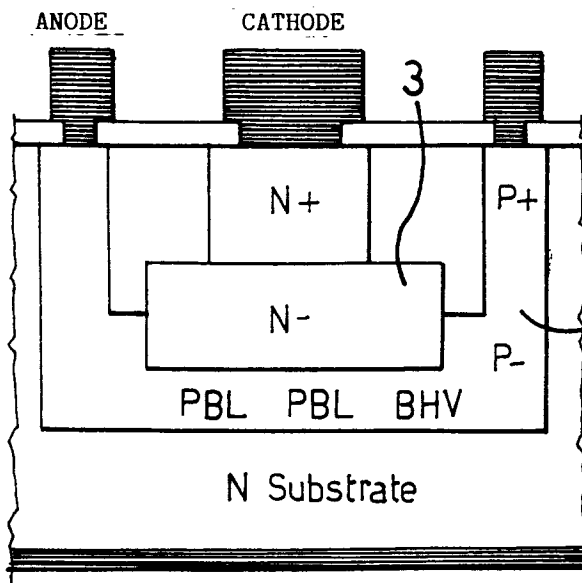 ANODE CATHODE
3
N+ P+
N-
P-
PBL PBL BHV
N Substrate